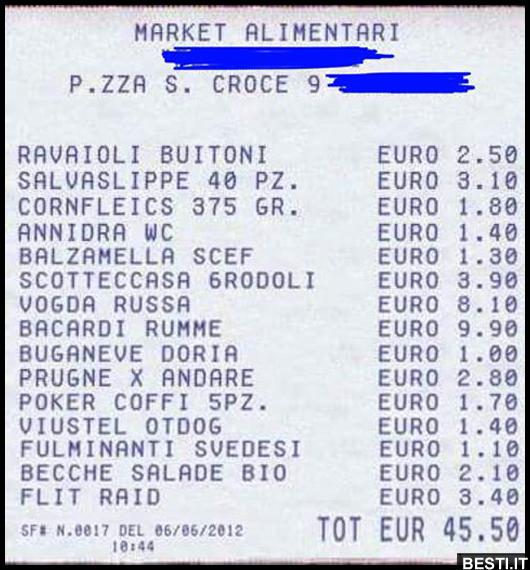 MARKET ALIMENTARI
P.ZZA S. CROCE 9
RAVAIOLI BUITONI EURO 2.50
SALVASLIPPE 40 PZ. EURO 3.10
CORNFLEICS 375 GR. EURO 1.80
ANNIDRA WC EURO 1.40
BALZAMELLA SCEF EURO 1.30
SCOTTECCASA 6RODOLI EURO 3.90
VOGDA RUSSA EURO 8.10
BACARDI RUMME EURO 9.90
BUGANEVE DORIA EURO 1.00
PRUGNE X ANDARE EURO 2.80
POKER COFFI 5PZ. EURO 1.70
VIUSTEL OTDOG EURO 1.40
FULMINANTI SVEDESI EURO 1.10
BECCHE SALADE BIO EURO 2.10
FLIT RAID EURO 3.40
SF# N.0017 DEL 06/06/2012 TOT EUR 45.50
10:44
BESTI.IT